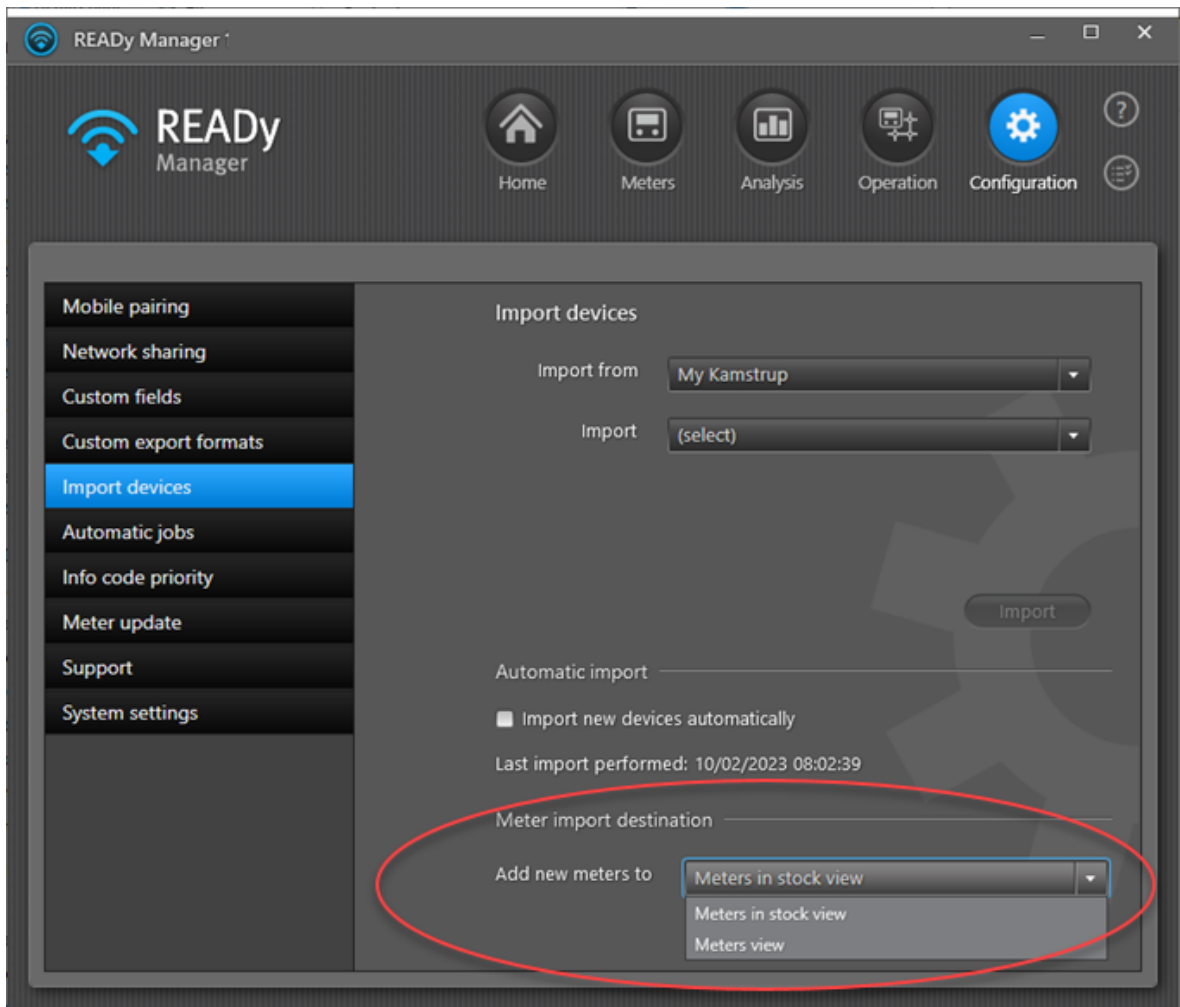 READy Manager
READy
Manager
Home
Meters
Analysis
Operation
Configuration
?
Mobile pairing
Network sharing
Custom fields
Custom export formats
Import devices
Automatic jobs
Info code priority
Meter update
Support
System settings
Import devices
Import from
My Kamstrup
Import
(select)
Import
Automatic import
Import new devices automatically
Last import performed: 10/02/2023 08:02:39
Meter import destination
Add new meters to
Meters in stock view
Meters in stock view
Meters view